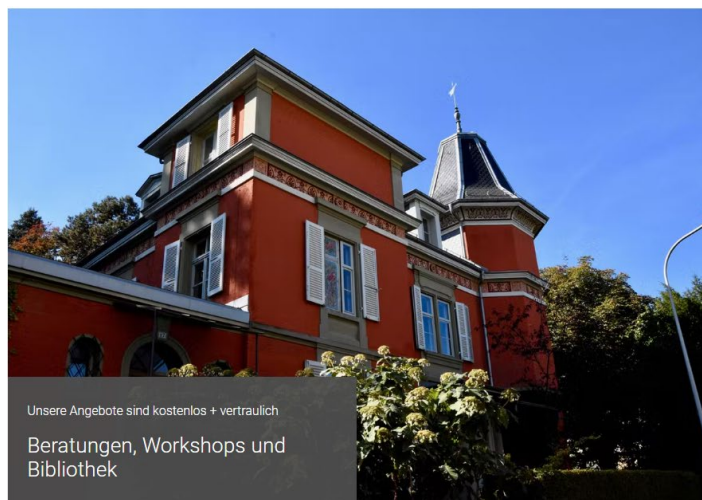 Unsere Angebote sind kostenlos + vertraulich
Beratungen, Workshops und
Bibliothek